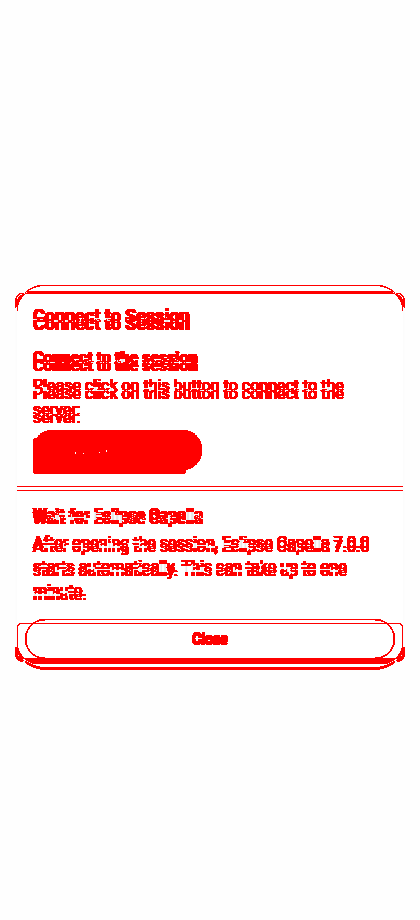 Connect to Session
Connect to the session
Please click on this button to connect to the
server.
Wait for Eclipse Capella
After opening the session, Eclipse Capella 7.0.0
starts automatically. This can take up to one
minute.
Close